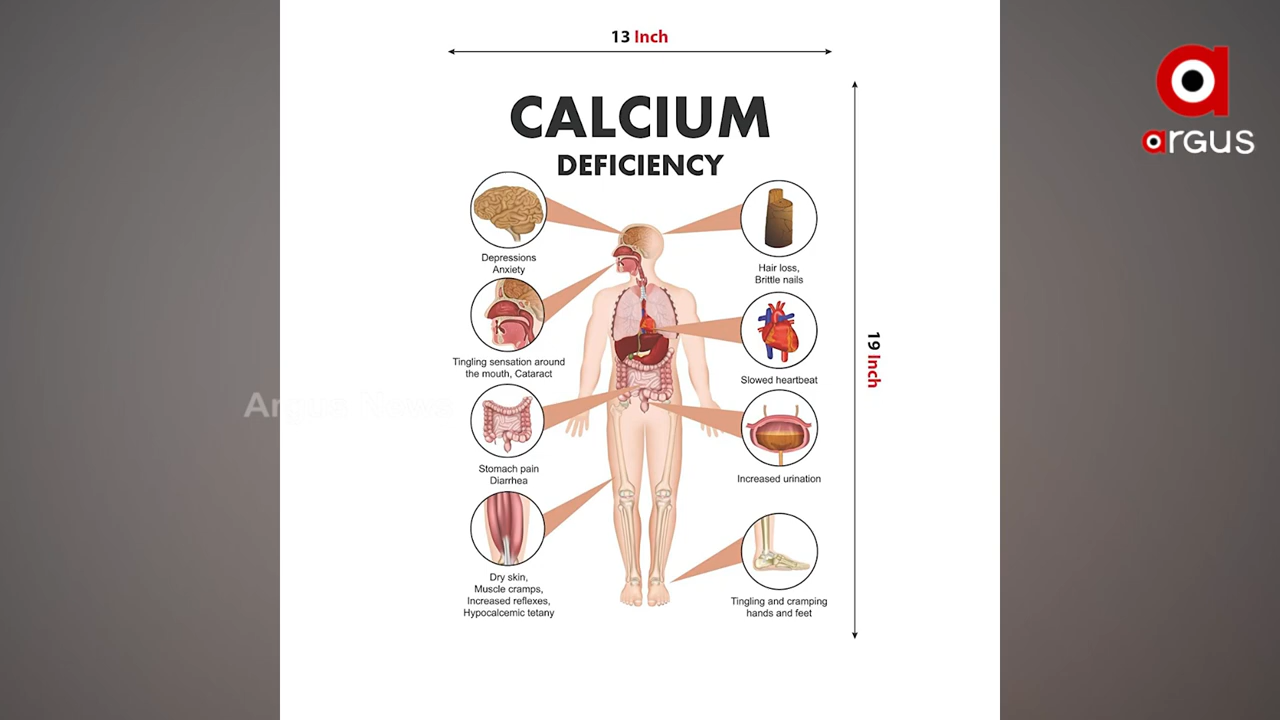 13 Inch
CALCIUM
DEFICIENCY
Depressions
Anxiety
Tingling sensation around
the mouth, Cataract
Stomach pain
Diarrhea
Dry skin,
Muscle cramps,
Increased reflexes,
Hypocalcemic tetany
Hair loss,
Brittle nails
Slowed heartbeat
Increased urination
Tingling and cramping
hands and feet
19 Inch
a
argus
Argus News